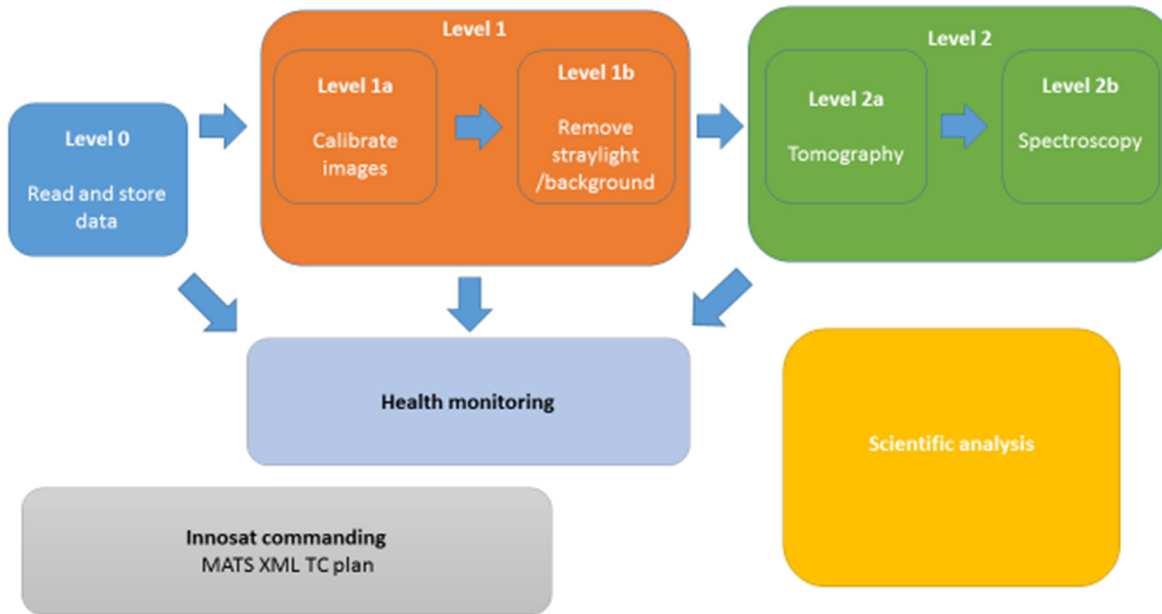 Level 1
Level 2
Level 0
Read and store
data
Level 1a
Calibrate
images
Level 1b
Remove
straylight
/background
Level 2a
Tomography
Level 2b
Spectroscopy
Health monitoring
Scientific analysis
Innosat commanding
MATS XML TC plan